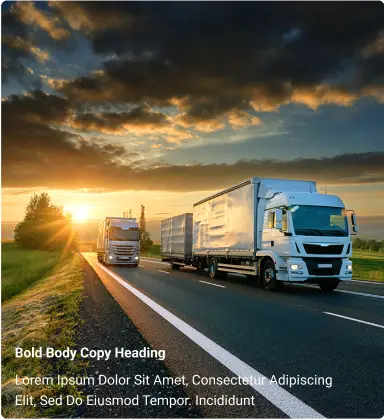 Bold Body Copy Heading
Lorem Ipsum Dolor Sit Amet, Consectetur Adipiscing
Elit, Sed Do Eiusmod Tempor. Incididunt